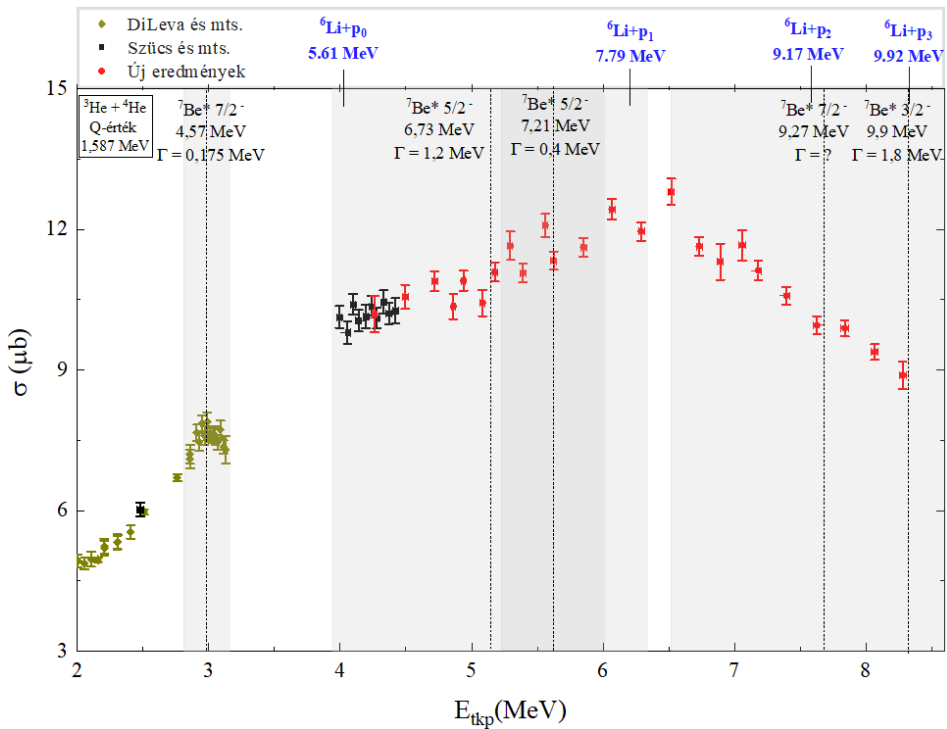 DiLeva és mts.
Szücs és mts.
Új eredmények
⁶Li+p₀
5.61 MeV
⁶Li+p₁
7.79 MeV
⁶Li+p₂
9.17 MeV
⁶Li+p₃
9.92 MeV
³He + ⁴He
Q-érték
1,587 MeV
⁷Be* 7/2⁻
4,57 MeV
Γ = 0,175 MeV
⁷Be* 5/2⁻
6,73 MeV
Γ = 1,2 MeV
⁷Be* 5/2⁻
7,21 MeV
Γ = 0,4 MeV
⁷Be* 7/2⁻
9,27 MeV
Γ = ?
⁷Be* 3/2⁻
9,9 MeV
Γ = 1,8 MeV
15
12
9
6
3
σ (μb)
2 3 4 5 6 7 8
E_tkp(MeV)